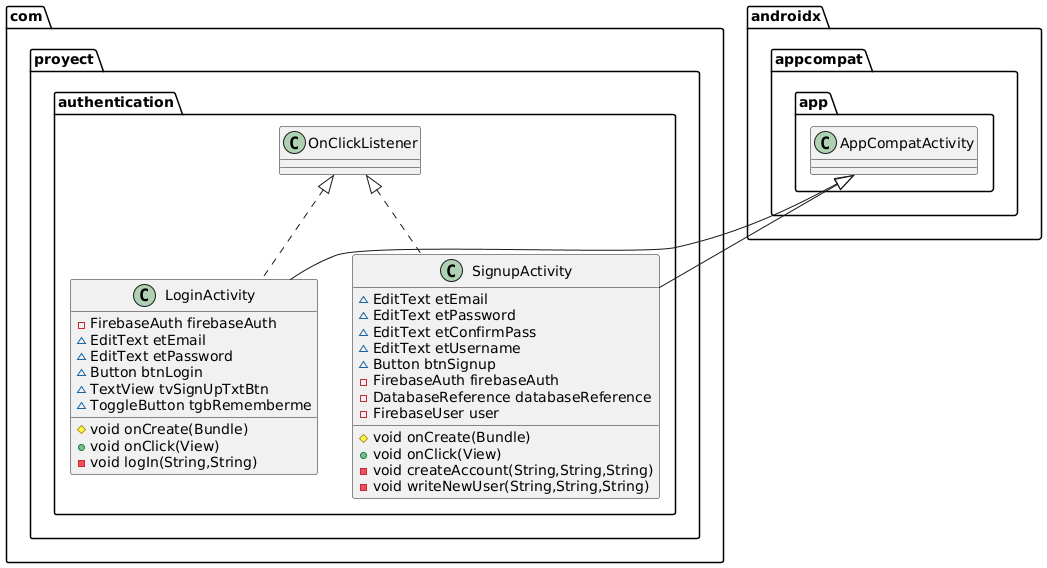 com
proyect
authentication
C OnClickListener
C LoginActivity
FirebaseAuth firebaseAuth
EditText etEmail
EditText etPassword
Button btnLogin
TextView tvSignUpTxtBtn
ToggleButton tgbRememberme
void onCreate(Bundle)
void onClick(View)
void logIn(String,String)
C SignupActivity
EditText etEmail
EditText etPassword
EditText etConfirmPass
EditText etUsername
Button btnSignup
FirebaseAuth firebaseAuth
DatabaseReference databaseReference
FirebaseUser user
void onCreate(Bundle)
void onClick(View)
void createAccount(String,String,String)
void writeNewUser(String,String,String)
androidx
appcompat
app
C AppCompatActivity